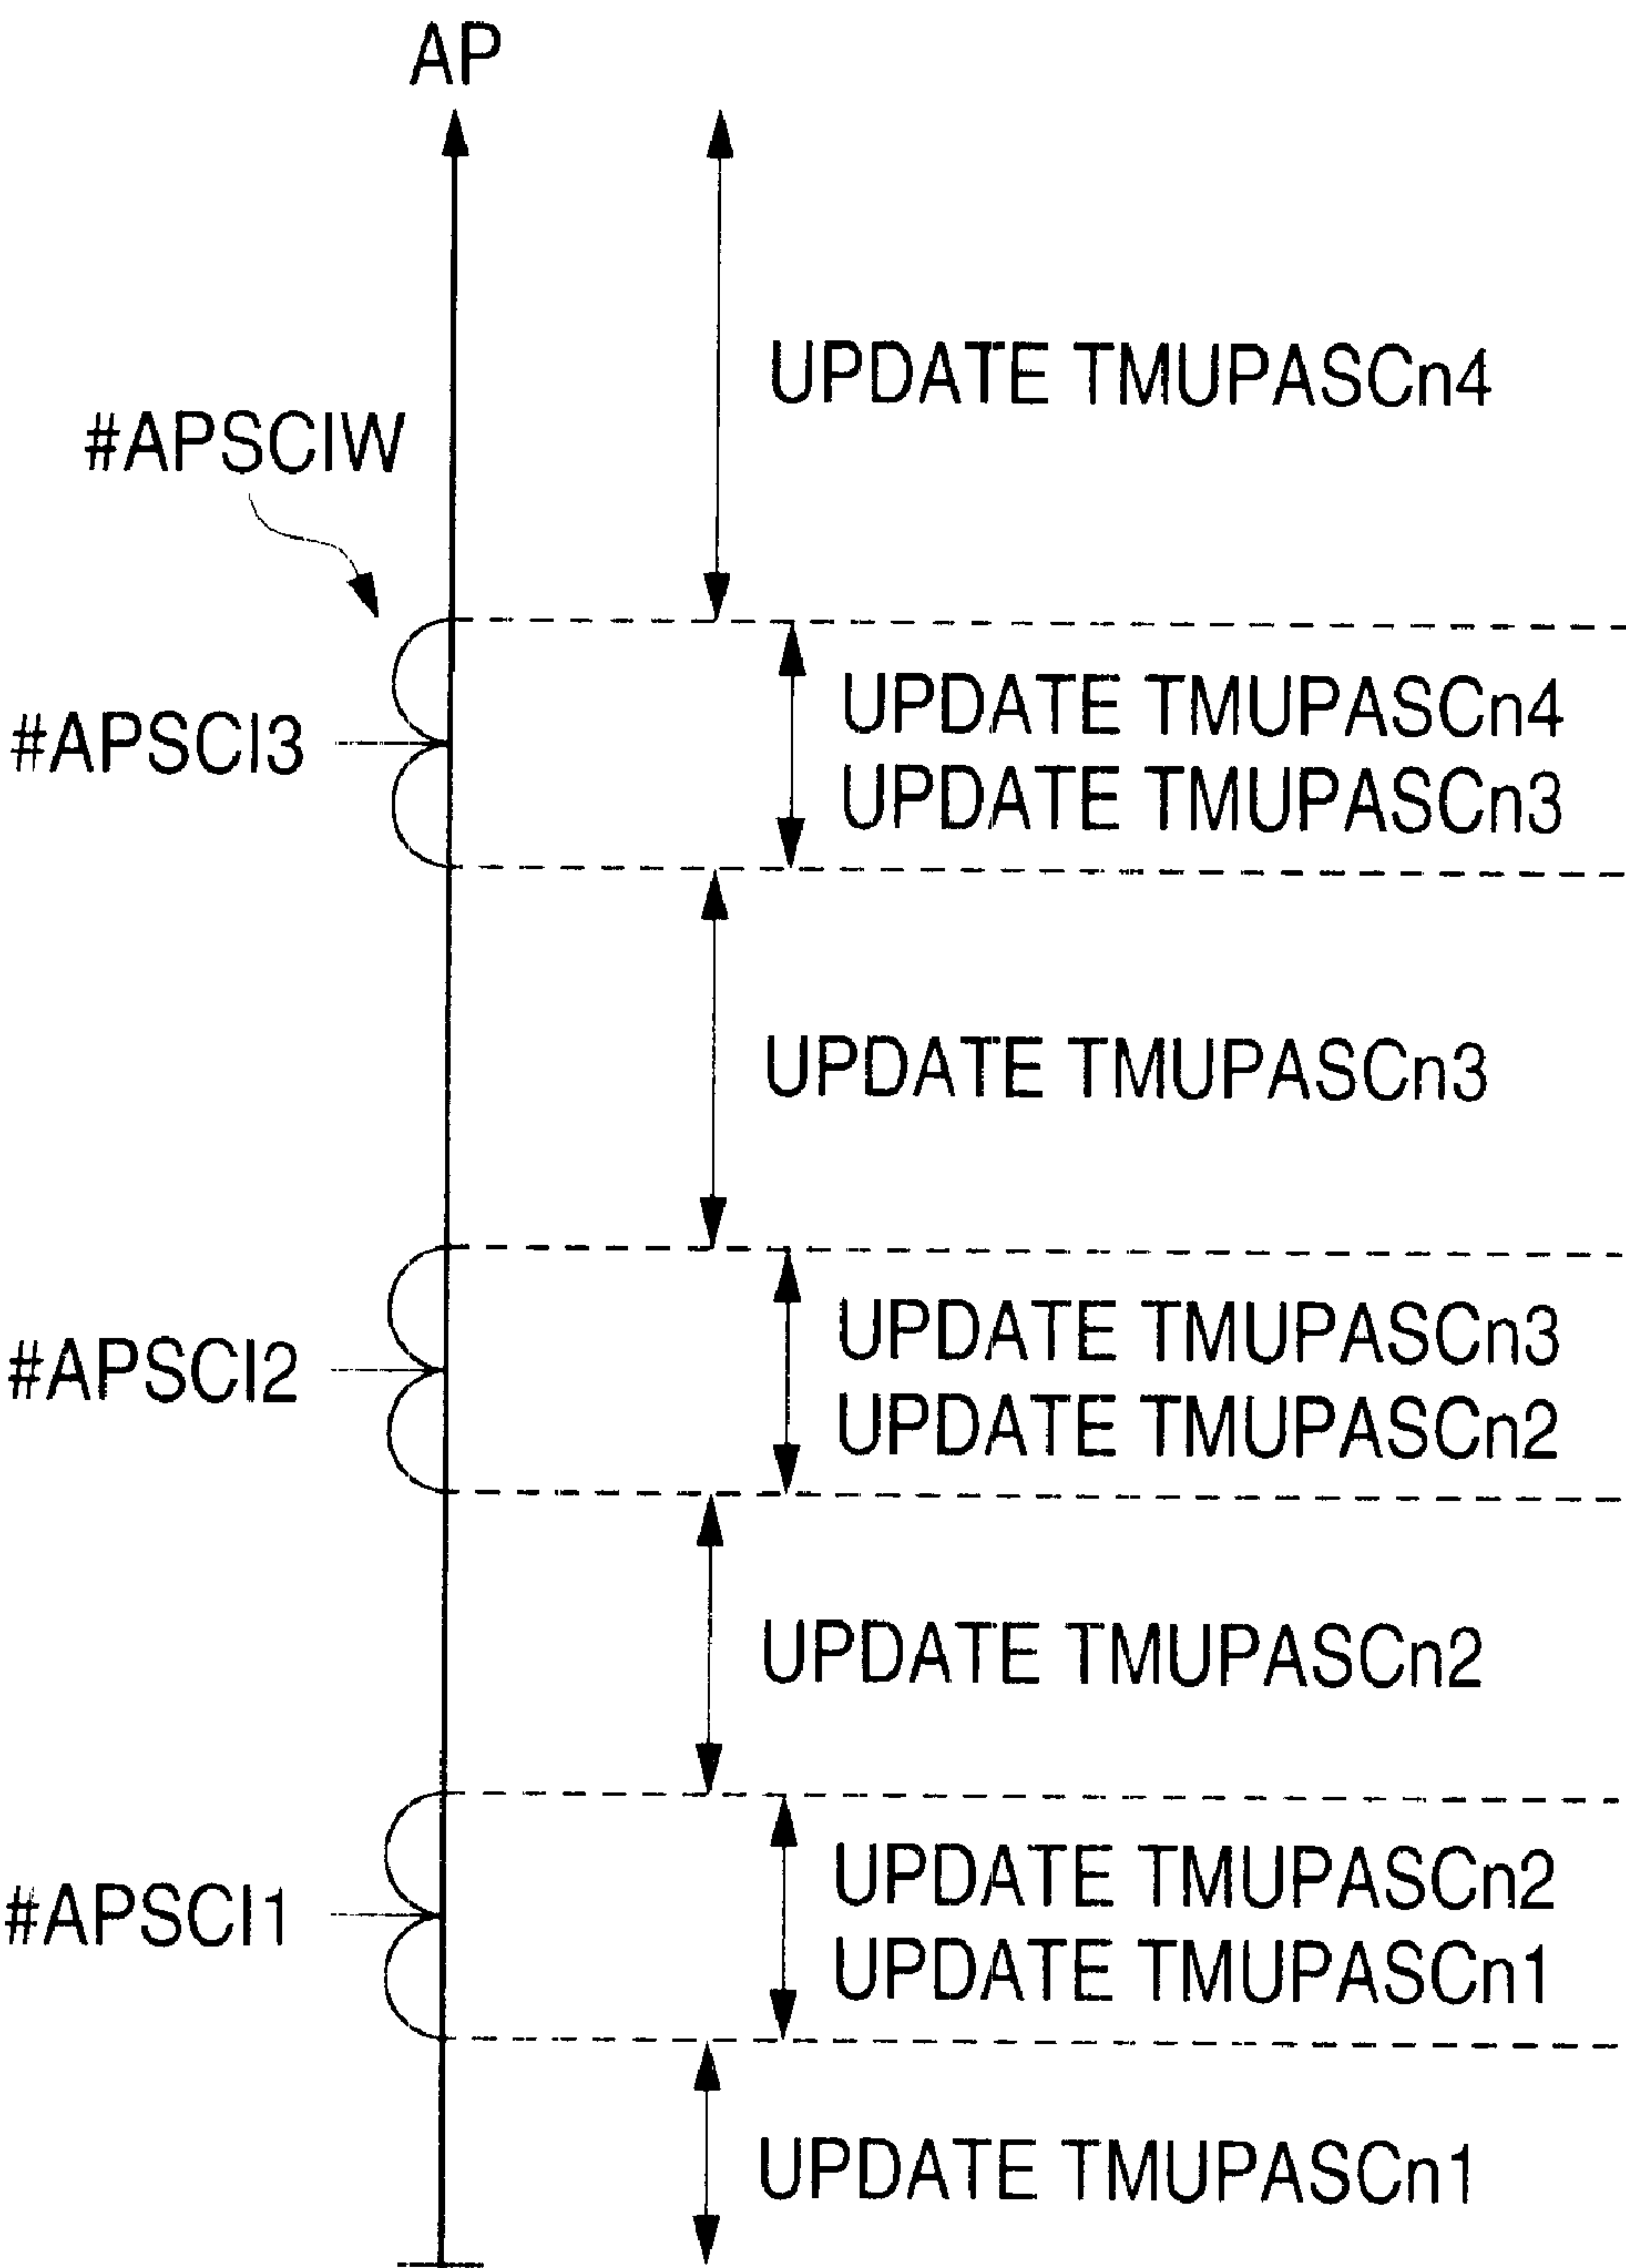 AP
UPDATE TMUPASCn4
#APSCIW
#APSCI3
UPDATE TMUPASCn4
UPDATE TMUPASCn3
UPDATE TMUPASCn3
#APSCI2
UPDATE TMUPASCn3
UPDATE TMUPASCn2
UPDATE TMUPASCn2
#APSCI1
UPDATE TMUPASCn2
UPDATE TMUPASCn1
UPDATE TMUPASCn1